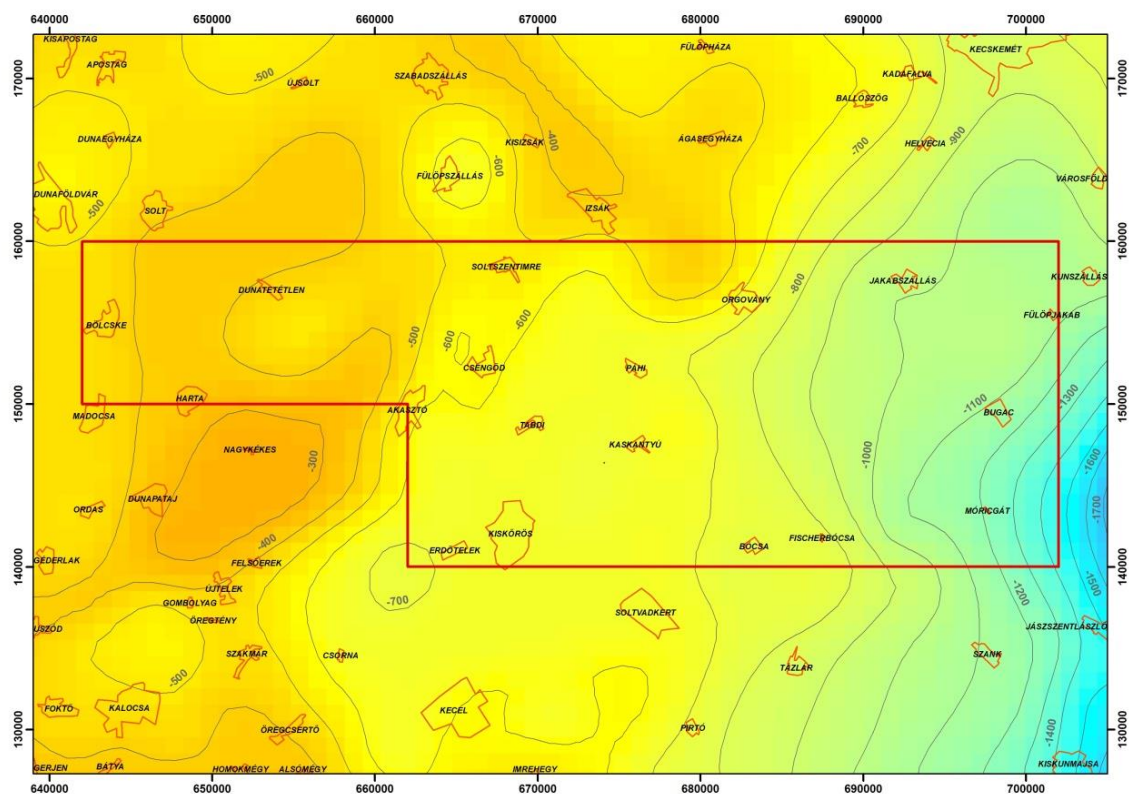 640000 650000 660000 670000 680000 690000 700000
KISAPOSTAG
FÜLÖPHÁZA
KECSKEMÉT
APOSTAG
-500
ÚJSOLT
SZABADSZÁLLÁS
KADAFALVA
170000
170000
BALLÓSZÖG
DUNAEGYHÁZA
KISIZSÁK
-400
ÁGASEGYHÁZA
-700
HELVÉCIA
-900
-600
FÜLÖPSZÁLLÁS
VÁROSFÖLD
DUNAFÖLDVÁR
-500
SOLT
IZSÁK
160000
160000
SOLTSZENTIMRE
JAKABSZÁLLÁS
KUNSZÁLLÁS
-800
DUNATETÉTLEN
ORGOVÁNY
FÜLÖPJAKAB
BÖLCSKE
-500
-600
-600
CSENGŐD
PÁHI
-1300
150000
HARTA
AKASZTÓ
-1100
BUGAC
150000
MADOCSA
TABDI
KASKANTYÚ
NAGYKÉKES
-300
-1000
-1600
DUNAPATAJ
ORDAS
KISKŐRÖS
MÓRICGÁT
-1700
-400
ERDŐTELEK
BÓCSA
FISCHERBÓCSA
GÉDERLAK
FELSŐEREK
140000
140000
ÚJTELEK
-700
-1200
-1500
GOMBOLYAG
ÖREGTÉNY
SOLTVADKERT
USZÓD
JÁSZSZENTLÁSZLÓ
SZAKMÁR
CSORNA
TÁZLÁR
SZANK
-500
FOKTŐ
KALOCSA
KECEL
130000
ÖREGCSERTŐ
PIRTÓ
-1400
130000
GERJEN
BÁTYA
HOMOKMÉGY
ALSÓMÉGY
IMREHEGY
KISKUNMAJSA
640000 650000 660000 670000 680000 690000 700000